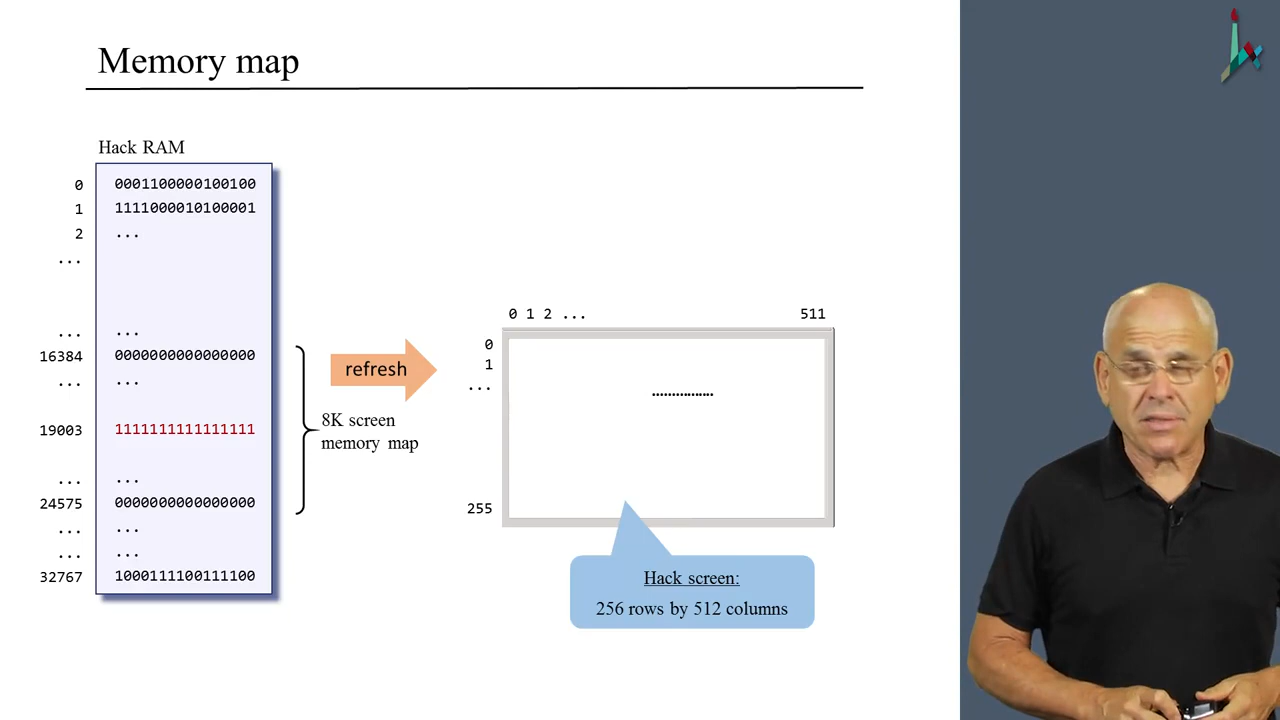 Memory map
Hack RAM
0 0001100000100100
1 1111000010100001
2 ...
...
... ...
16384 0000000000000000
... ...
19003 1111111111111111
... ...
24575 0000000000000000
... ...
... ...
32767 1000111100111100
refresh
8K screen
memory map
0 1 2 ... 511
0
1
...
255
Hack screen:
256 rows by 512 columns